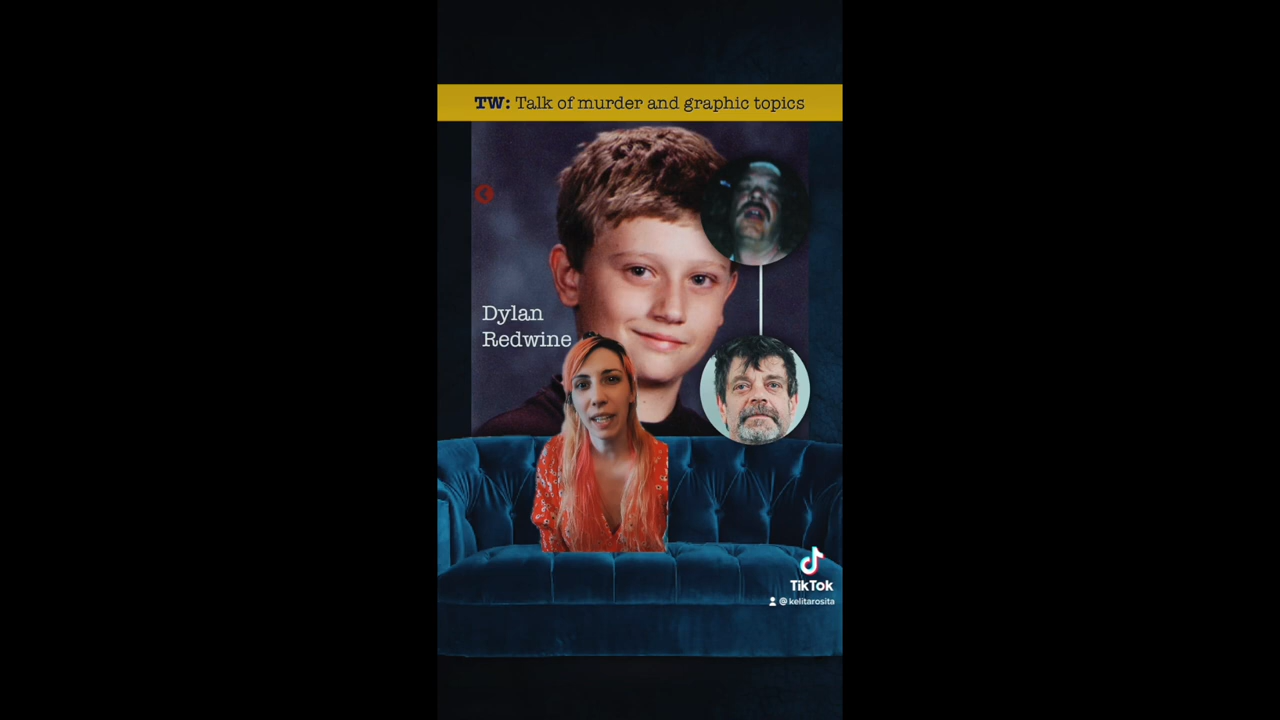 TW: Talk of murder and graphic topics
Dylan
Redwine
TikTok
@kelitarosita